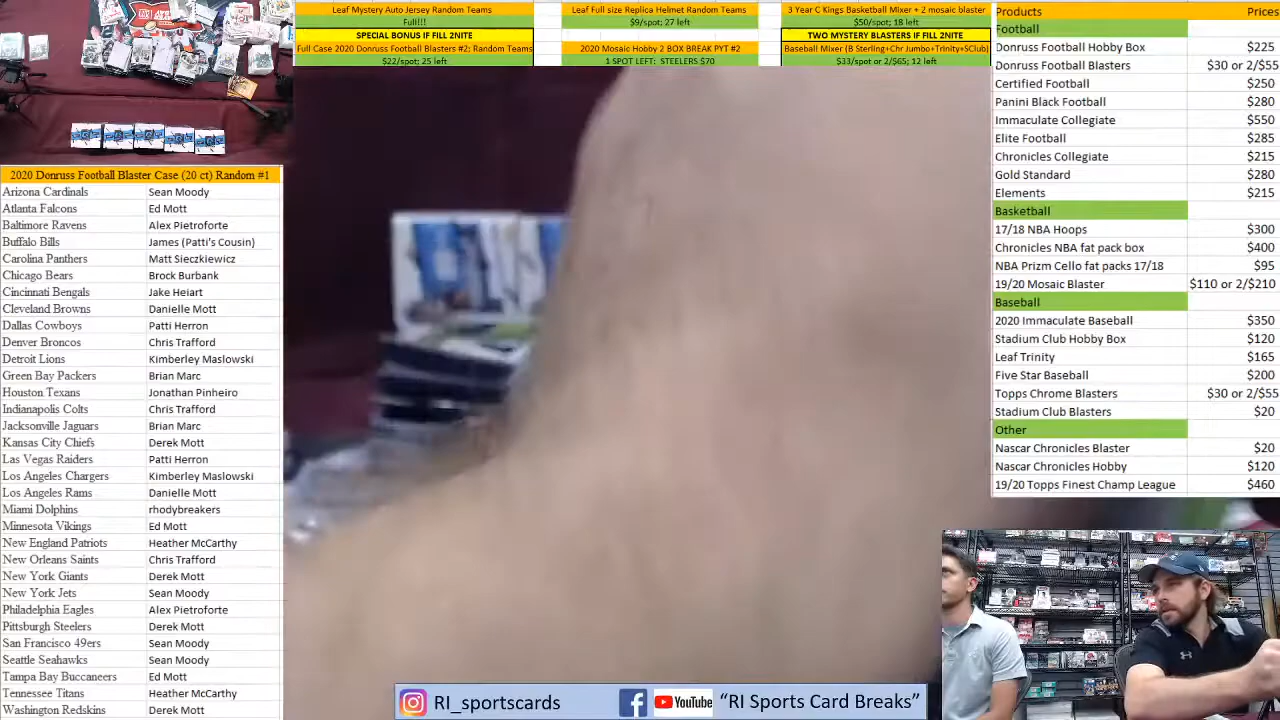 Leaf Mystery Auto Jersey Random Teams
Full!!!
SPECIAL BONUS IF FILL 2NITE
Full Case 2020 Donruss Football Blasters #2; Random Teams
$22/spot; 25 left
Leaf Full size Replica Helmet Random Teams
$9/spot; 27 left
2020 Mosaic Hobby 2 BOX BREAK PYT #2
1 SPOT LEFT: STEELERS $70
3 Year C Kings Basketball Mixer + 2 mosaic blaster
$50/spot; 18 left
TWO MYSTERY BLASTERS IF FILL 2NITE
Baseball Mixer (B Sterling+Chr Jumbo+Trinity+SClub)
$33/spot or 2/$65; 12 left
Products Prices
Football
Donruss Football Hobby Box $225
Donruss Football Blasters $30 or 2/$55
Certified Football $250
Panini Black Football $280
Immaculate Collegiate $550
Elite Football $285
Chronicles Collegiate $215
Gold Standard $280
Elements $215
Basketball
17/18 NBA Hoops $300
Chronicles NBA fat pack box $400
NBA Prizm Cello fat packs 17/18 $95
19/20 Mosaic Blaster $110 or 2/$210
Baseball
2020 Immaculate Baseball $350
Stadium Club Hobby Box $120
Leaf Trinity $165
Five Star Baseball $200
Topps Chrome Blasters $30 or 2/$55
Stadium Club Blasters $20
Other
Nascar Chronicles Blaster $20
Nascar Chronicles Hobby $120
19/20 Topps Finest Champ League $460
2020 Donruss Football Blaster Case (20 ct) Random #1
Arizona Cardinals Sean Moody
Atlanta Falcons Ed Mott
Baltimore Ravens Alex Pietroforte
Buffalo Bills James (Patti's Cousin)
Carolina Panthers Matt Sieczkiewicz
Chicago Bears Brock Burbank
Cincinnati Bengals Jake Heiart
Cleveland Browns Danielle Mott
Dallas Cowboys Patti Herron
Denver Broncos Chris Trafford
Detroit Lions Kimberley Maslowski
Green Bay Packers Brian Marc
Houston Texans Jonathan Pinheiro
Indianapolis Colts Chris Trafford
Jacksonville Jaguars Brian Marc
Kansas City Chiefs Derek Mott
Las Vegas Raiders Patti Herron
Los Angeles Chargers Kimberley Maslowski
Los Angeles Rams Danielle Mott
Miami Dolphins rhodybreakers
Minnesota Vikings Ed Mott
New England Patriots Heather McCarthy
New Orleans Saints Chris Trafford
New York Giants Derek Mott
New York Jets Sean Moody
Philadelphia Eagles Alex Pietroforte
Pittsburgh Steelers Derek Mott
San Francisco 49ers Sean Moody
Seattle Seahawks Sean Moody
Tampa Bay Buccaneers Ed Mott
Tennessee Titans Heather McCarthy
Washington Redskins Derek Mott
RI_sportscards YouTube “RI Sports Card Breaks”